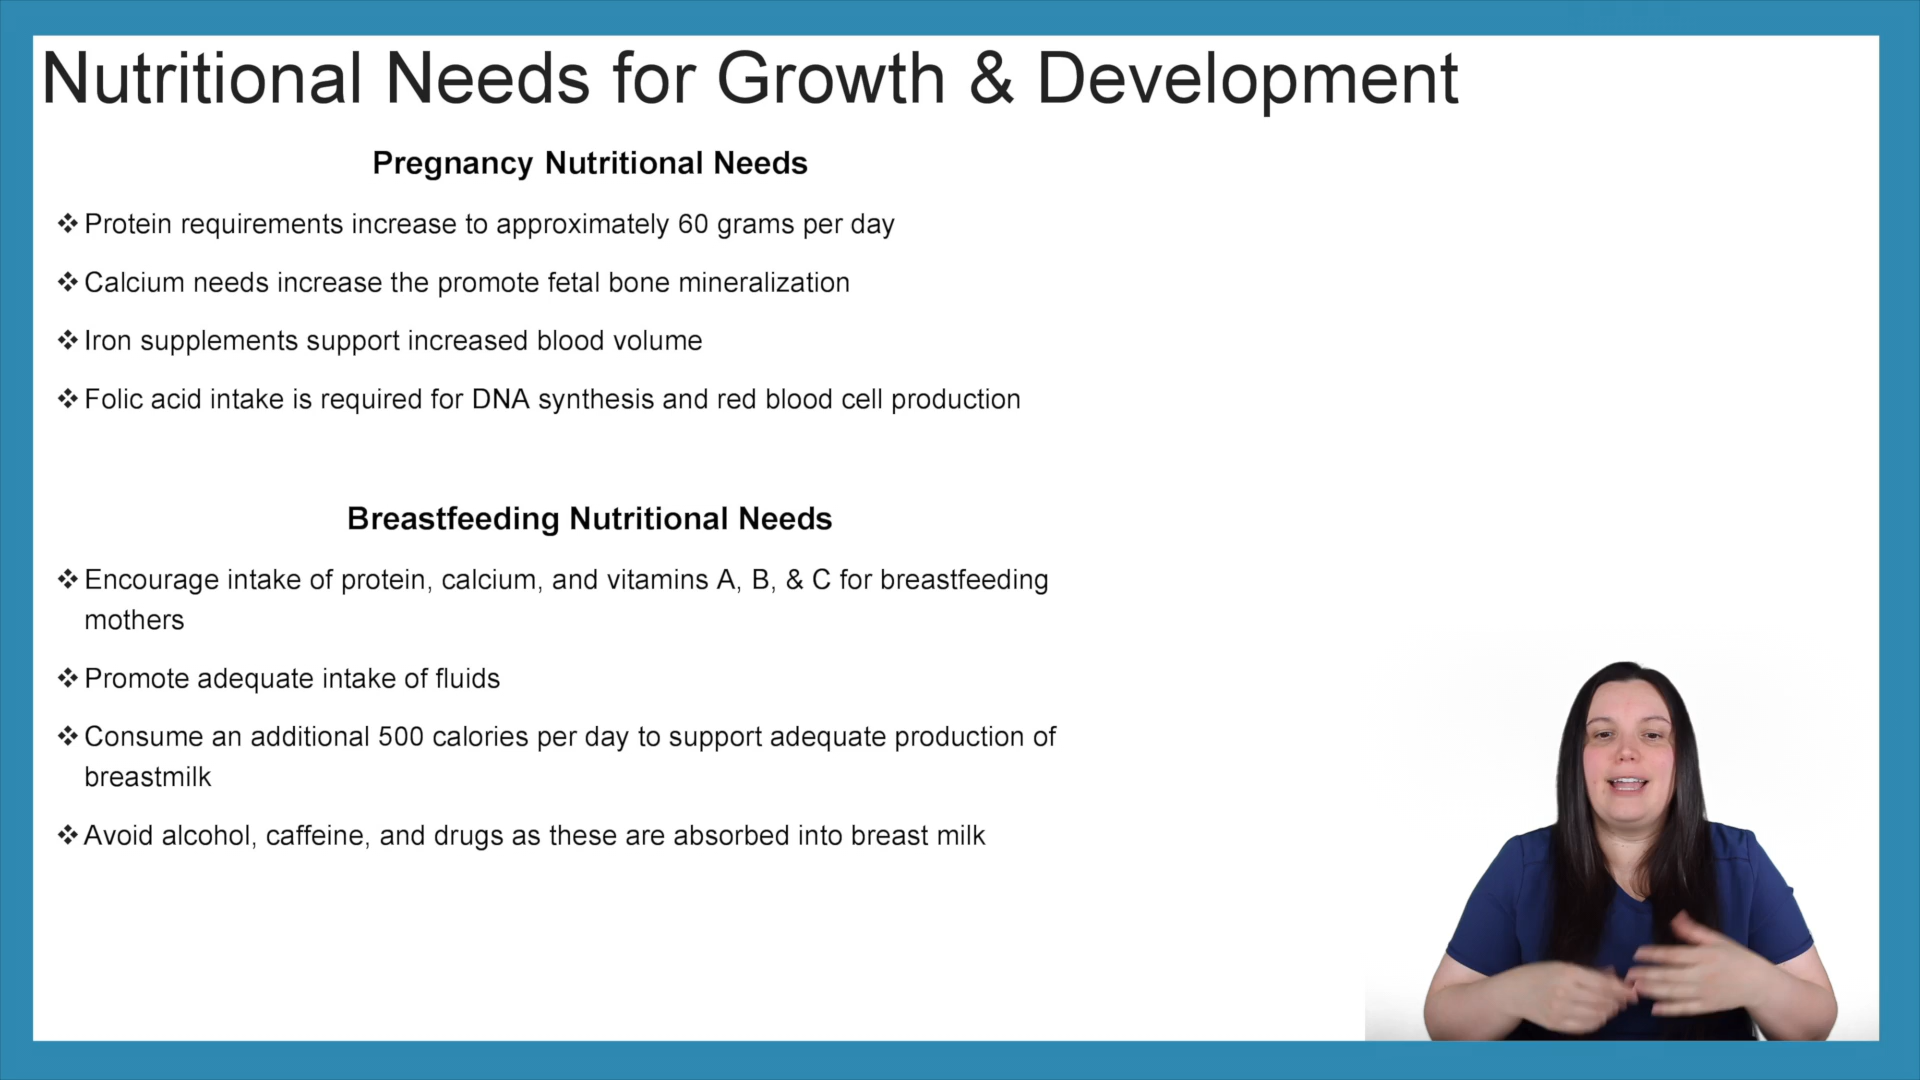 Nutritional Needs for Growth & Development
Pregnancy Nutritional Needs
❖ Protein requirements increase to approximately 60 grams per day
❖ Calcium needs increase the promote fetal bone mineralization
❖ Iron supplements support increased blood volume
❖ Folic acid intake is required for DNA synthesis and red blood cell production
Breastfeeding Nutritional Needs
❖ Encourage intake of protein, calcium, and vitamins A, B, & C for breastfeeding
mothers
❖ Promote adequate intake of fluids
❖ Consume an additional 500 calories per day to support adequate production of
breastmilk
❖ Avoid alcohol, caffeine, and drugs as these are absorbed into breast milk